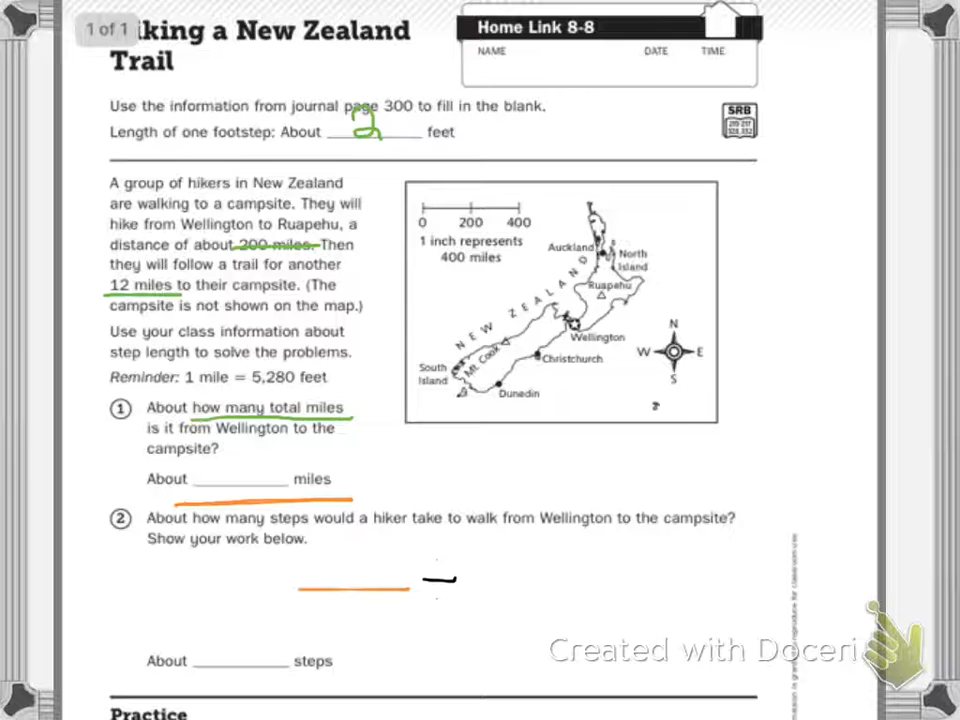 1 of 1
iking a New Zealand
Trail
Home Link 8-8
NAME DATE TIME
Use the information from journal page 300 to fill in the blank.
Length of one footstep: About 2 feet
SRB
A group of hikers in New Zealand
are walking to a campsite. They will
hike from Wellington to Ruapehu, a
distance of about 200 miles. Then
they will follow a trail for another
12 miles to their campsite. (The
campsite is not shown on the map.)
Use your class information about
step length to solve the problems.
Reminder: 1 mile = 5,280 feet
0 200 400
1 inch represents
400 miles
Auckland
North
Island
Ruapehu
NEW ZEALAND
Wellington
Mt. Cook
Christchurch
South
Island
Dunedin
N
W E
S
1 About how many total miles
is it from Wellington to the
campsite?
About ________ miles
2 About how many steps would a hiker take to walk from Wellington to the campsite?
Show your work below.
About ________ steps
Created with Doceri
Practice